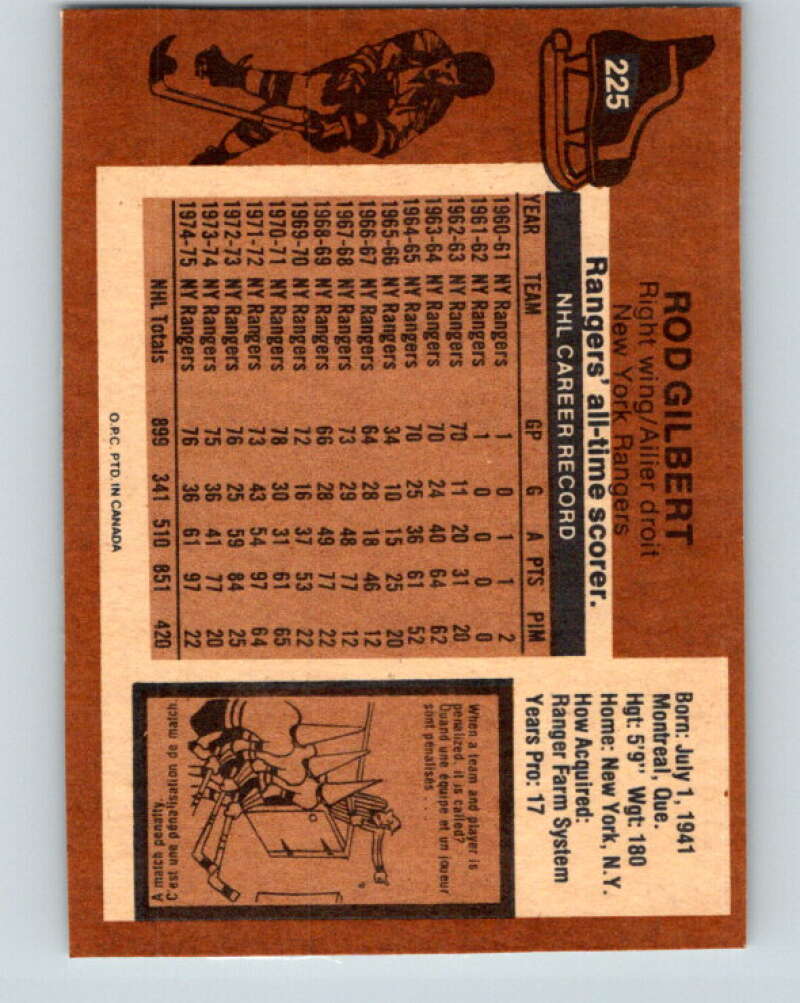 225
ROD GILBERT
Right wing/Ailier droit
New York Rangers
Rangers' all-time scorer.
NHL CAREER RECORD
YEAR TEAM GP G A PTS PIM
1960-61 NY Rangers 1 0 1 1 2
1961-62 NY Rangers 1 0 0 0 0
1962-63 NY Rangers 70 11 20 31 20
1963-64 NY Rangers 70 24 40 64 62
1964-65 NY Rangers 70 25 36 61 52
1965-66 NY Rangers 34 10 15 25 20
1966-67 NY Rangers 64 28 18 46 12
1967-68 NY Rangers 73 29 48 77 12
1968-69 NY Rangers 66 28 49 77 22
1969-70 NY Rangers 72 16 37 53 22
1970-71 NY Rangers 78 30 31 61 65
1971-72 NY Rangers 73 43 54 97 64
1972-73 NY Rangers 76 25 59 84 25
1973-74 NY Rangers 75 36 41 77 20
1974-75 NY Rangers 76 36 61 97 22
NHL Totals 899 341 510 851 420
O.P.C. PTD. IN CANADA
Born: July 1, 1941
Montreal, Que.
Hgt: 5'9" Wgt: 180
Home: New York, N.Y.
How Acquired:
Ranger Farm System
Years Pro: 17
When a team and player is
penalized, it is called?
Quand une équipe et un joueur
sont pénalisés . . .
A match penalty
C'est une pénalisation de match